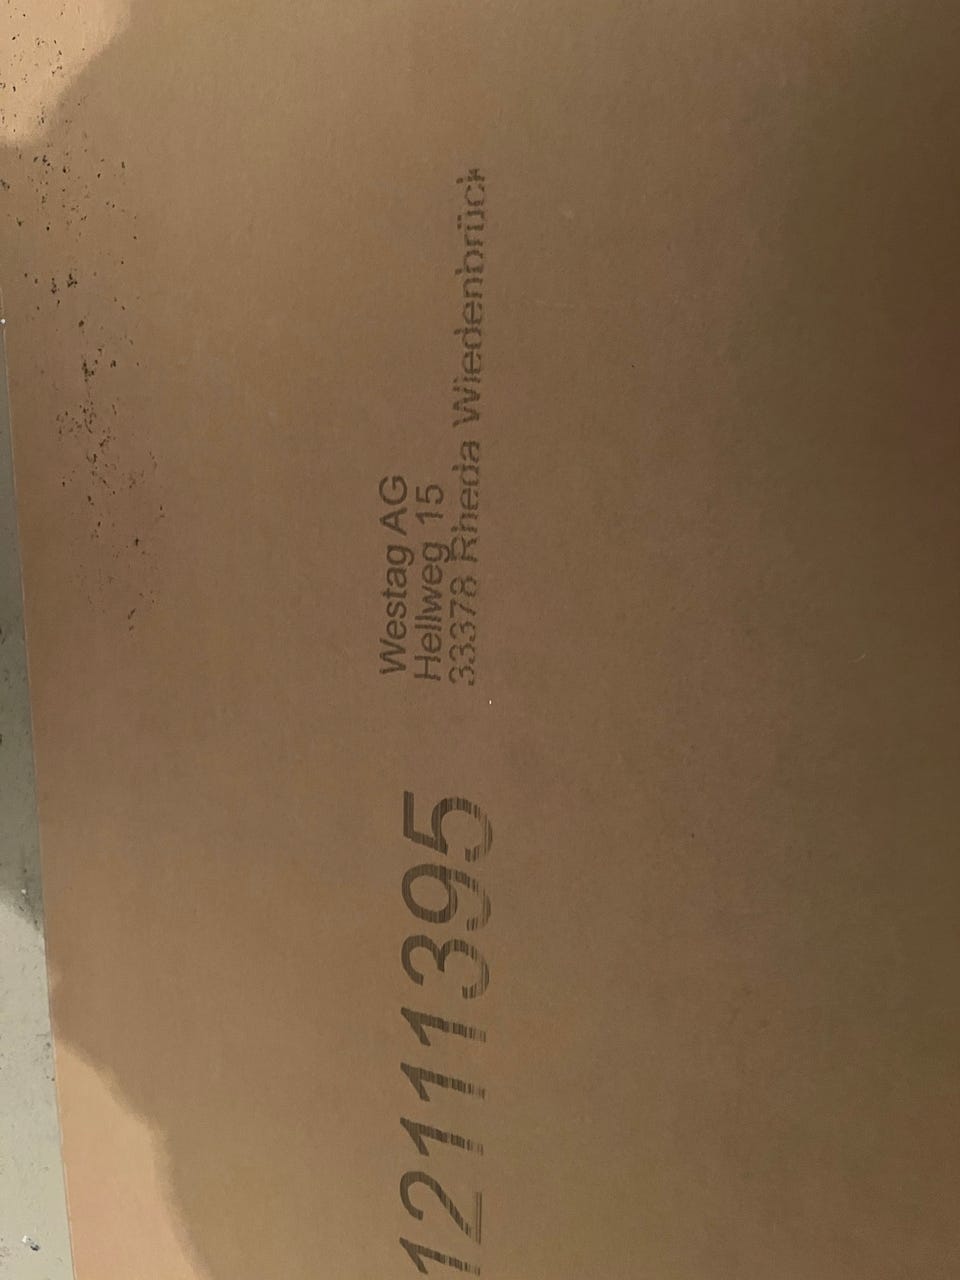 Westag AG
Hellweg 15
33378 Rheda Wiedenbrück
12111395